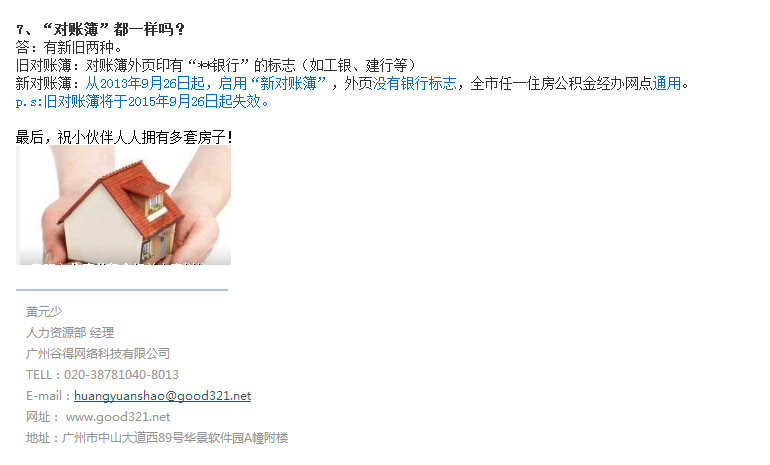 7、“对账簿”都一样吗？
答：有新旧两种。
旧对账簿：对账簿外页印有“**银行”的标志（如工银、建行等）
新对账簿：从2013年9月26日起，启用“新对账簿”，外页没有银行标志，全市任一住房公积金经办网点通用。
p.s:旧对账簿将于2015年9月26日起失效。
最后，祝小伙伴人人拥有多套房子！
黄元少
人力资源部 经理
广州谷得网络科技有限公司
TELL：020-38781040-8013
E-mail：huangyuanshao@good321.net
网址： www.good321.net
地址：广州市中山大道西89号华景软件园A幢附楼